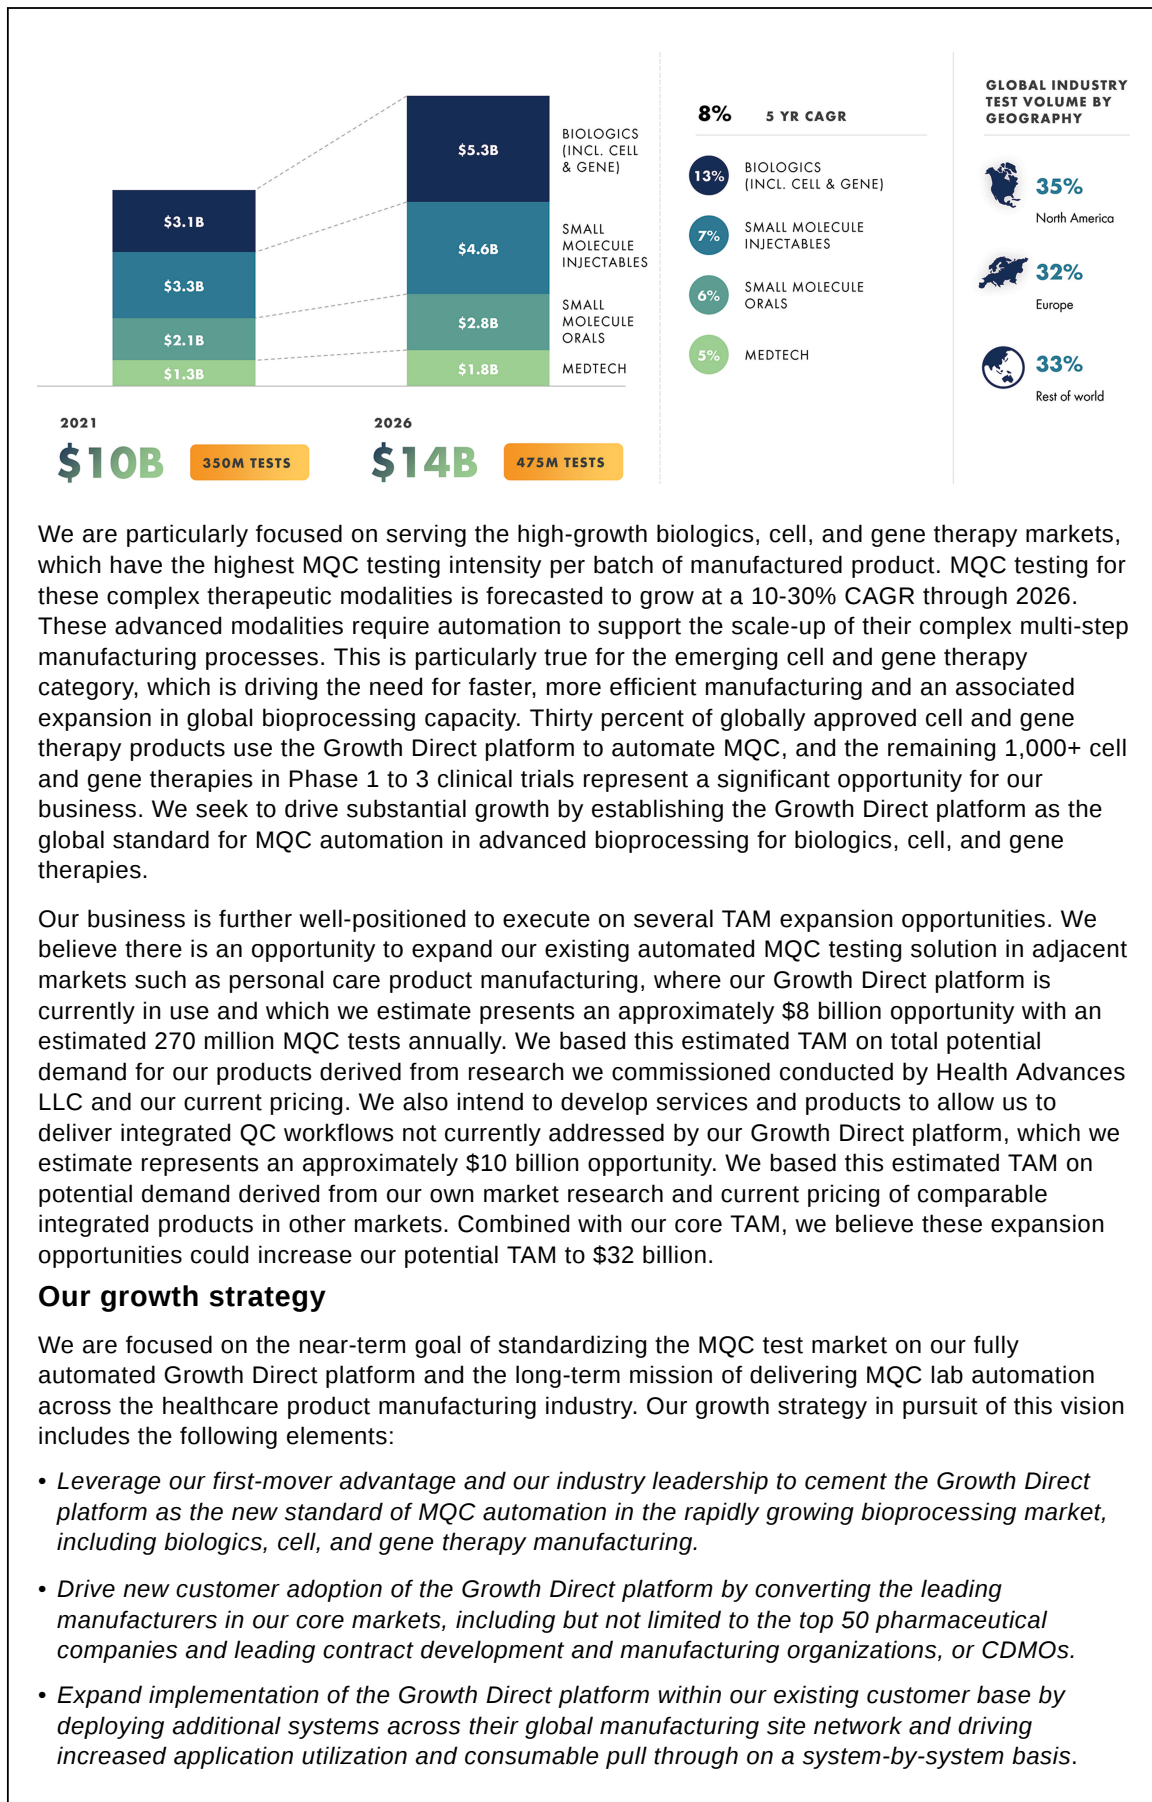 $3.1B
$3.3B
$2.1B
$1.3B
$5.3B
$4.6B
$2.8B
$1.8B
BIOLOGICS
(INCL. CELL
& GENE)
SMALL
MOLECULE
INJECTABLES
SMALL
MOLECULE
ORALS
MEDTECH
2021
$10B
350M TESTS
2026
$14B
475M TESTS
8% 5 YR CAGR
13% BIOLOGICS
(INCL. CELL & GENE)
7% SMALL MOLECULE
INJECTABLES
6% SMALL MOLECULE
ORALS
5% MEDTECH
GLOBAL INDUSTRY
TEST VOLUME BY
GEOGRAPHY
35%
North America
32%
Europe
33%
Rest of world
We are particularly focused on serving the high-growth biologics, cell, and gene therapy markets,
which have the highest MQC testing intensity per batch of manufactured product. MQC testing for
these complex therapeutic modalities is forecasted to grow at a 10-30% CAGR through 2026.
These advanced modalities require automation to support the scale-up of their complex multi-step
manufacturing processes. This is particularly true for the emerging cell and gene therapy
category, which is driving the need for faster, more efficient manufacturing and an associated
expansion in global bioprocessing capacity. Thirty percent of globally approved cell and gene
therapy products use the Growth Direct platform to automate MQC, and the remaining 1,000+ cell
and gene therapies in Phase 1 to 3 clinical trials represent a significant opportunity for our
business. We seek to drive substantial growth by establishing the Growth Direct platform as the
global standard for MQC automation in advanced bioprocessing for biologics, cell, and gene
therapies.
Our business is further well-positioned to execute on several TAM expansion opportunities. We
believe there is an opportunity to expand our existing automated MQC testing solution in adjacent
markets such as personal care product manufacturing, where our Growth Direct platform is
currently in use and which we estimate presents an approximately $8 billion opportunity with an
estimated 270 million MQC tests annually. We based this estimated TAM on total potential
demand for our products derived from research we commissioned conducted by Health Advances
LLC and our current pricing. We also intend to develop services and products to allow us to
deliver integrated QC workflows not currently addressed by our Growth Direct platform, which we
estimate represents an approximately $10 billion opportunity. We based this estimated TAM on
potential demand derived from our own market research and current pricing of comparable
integrated products in other markets. Combined with our core TAM, we believe these expansion
opportunities could increase our potential TAM to $32 billion.
Our growth strategy
We are focused on the near-term goal of standardizing the MQC test market on our fully
automated Growth Direct platform and the long-term mission of delivering MQC lab automation
across the healthcare product manufacturing industry. Our growth strategy in pursuit of this vision
includes the following elements:
• Leverage our first-mover advantage and our industry leadership to cement the Growth Direct
platform as the new standard of MQC automation in the rapidly growing bioprocessing market,
including biologics, cell, and gene therapy manufacturing.
• Drive new customer adoption of the Growth Direct platform by converting the leading
manufacturers in our core markets, including but not limited to the top 50 pharmaceutical
companies and leading contract development and manufacturing organizations, or CDMOs.
• Expand implementation of the Growth Direct platform within our existing customer base by
deploying additional systems across their global manufacturing site network and driving
increased application utilization and consumable pull through on a system-by-system basis.